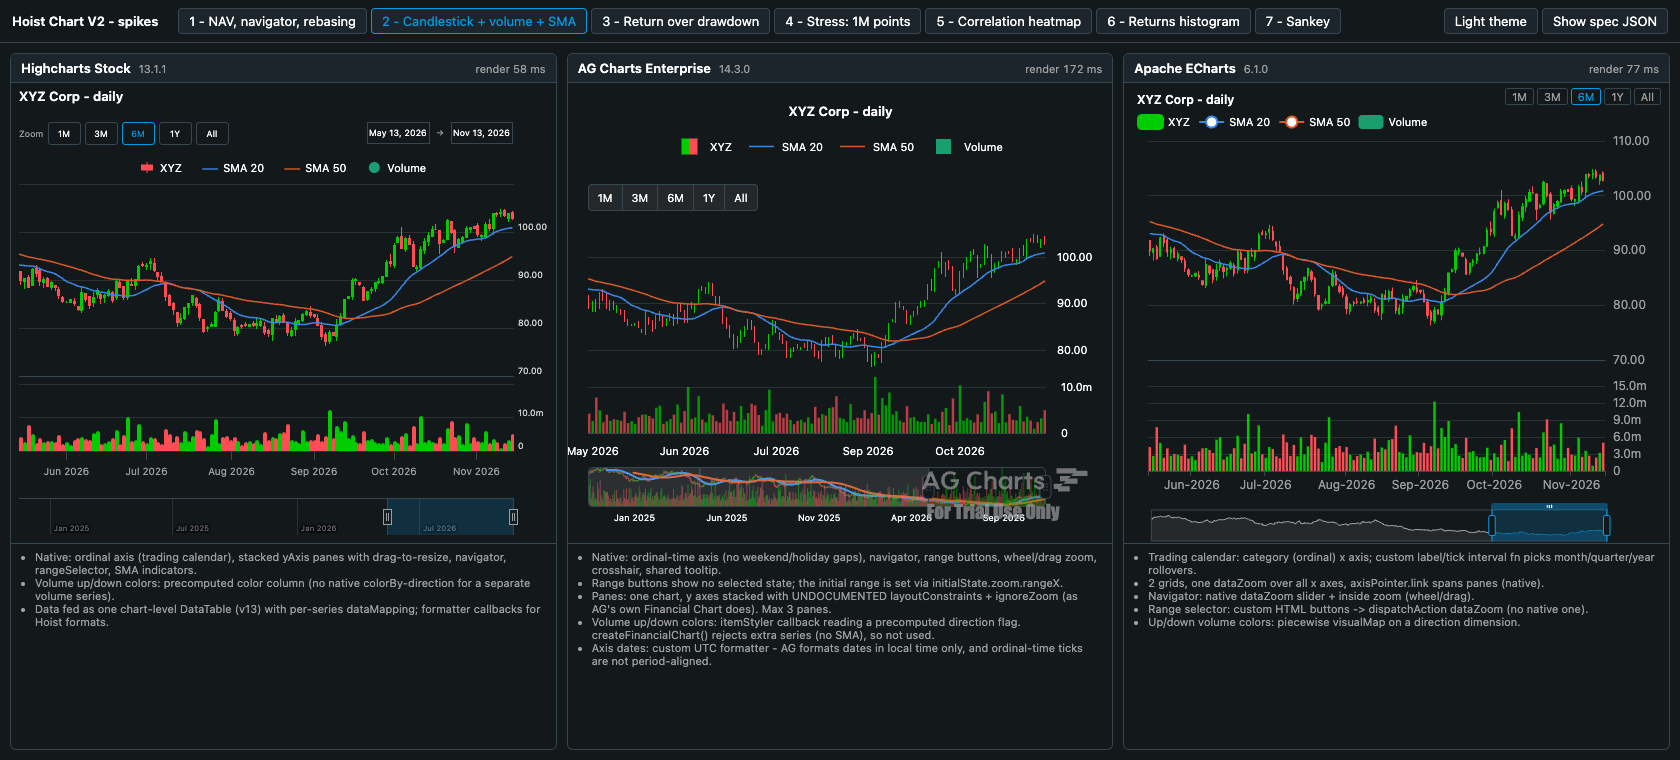 Hoist Chart V2 - spikes
1 - NAV, navigator, rebasing
2 - Candlestick + volume + SMA
3 - Return over drawdown
4 - Stress: 1M points
5 - Correlation heatmap
6 - Returns histogram
7 - Sankey
Light theme
Show spec JSON
Highcharts Stock 13.1.1
render 58 ms
XYZ Corp - daily
Zoom 1M 3M 6M 1Y All
May 13, 2026 → Nov 13, 2026
XYZ SMA 20 SMA 50 Volume
100.00
90.00
80.00
70.00
10.0m
0
Jun 2026 Jul 2026 Aug 2026 Sep 2026 Oct 2026 Nov 2026
Jan 2025 Jul 2025 Jan 2026 Jul 2026
• Native: ordinal axis (trading calendar), stacked yAxis panes with drag-to-resize, navigator,
rangeSelector, SMA indicators.
• Volume up/down colors: precomputed color column (no native colorBy-direction for a separate
volume series).
• Data fed as one chart-level DataTable (v13) with per-series dataMapping; formatter callbacks for
Hoist formats.
AG Charts Enterprise 14.3.0
render 172 ms
XYZ Corp - daily
XYZ SMA 20 SMA 50 Volume
1M 3M 6M 1Y All
100.00
90.00
80.00
10.0m
0
May 2026 Jun 2026 Jul 2026 Sep 2026 Oct 2026
AG Charts
For Trial Use Only
Jan 2025 Jun 2025 Nov 2025 Apr 2026 Sep 2026
• Native: ordinal-time axis (no weekend/holiday gaps), navigator, range buttons, wheel/drag zoom,
crosshair, shared tooltip.
• Range buttons show no selected state; the initial range is set via initialState.zoom.rangeX.
• Panes: one chart, y axes stacked with UNDOCUMENTED layoutConstraints + ignoreZoom (as
AG's own Financial Chart does). Max 3 panes.
• Volume up/down colors: itemStyler callback reading a precomputed direction flag.
createFinancialChart() rejects extra series (no SMA), so not used.
• Axis dates: custom UTC formatter - AG formats dates in local time only, and ordinal-time ticks
are not period-aligned.
Apache ECharts 6.1.0
render 77 ms
XYZ Corp - daily
1M 3M 6M 1Y All
XYZ SMA 20 SMA 50 Volume
110.00
100.00
90.00
80.00
70.00
15.0m
12.0m
9.0m
6.0m
3.0m
0
Jun-2026 Jul-2026 Aug-2026 Sep-2026 Oct-2026 Nov-2026
• Trading calendar: category (ordinal) x axis; custom label/tick interval fn picks month/quarter/year
rollovers.
• 2 grids, one dataZoom over all x axes, axisPointer.link spans panes (native).
• Navigator: native dataZoom slider + inside zoom (wheel/drag).
• Range selector: custom HTML buttons -> dispatchAction dataZoom (no native one).
• Up/down volume colors: piecewise visualMap on a direction dimension.